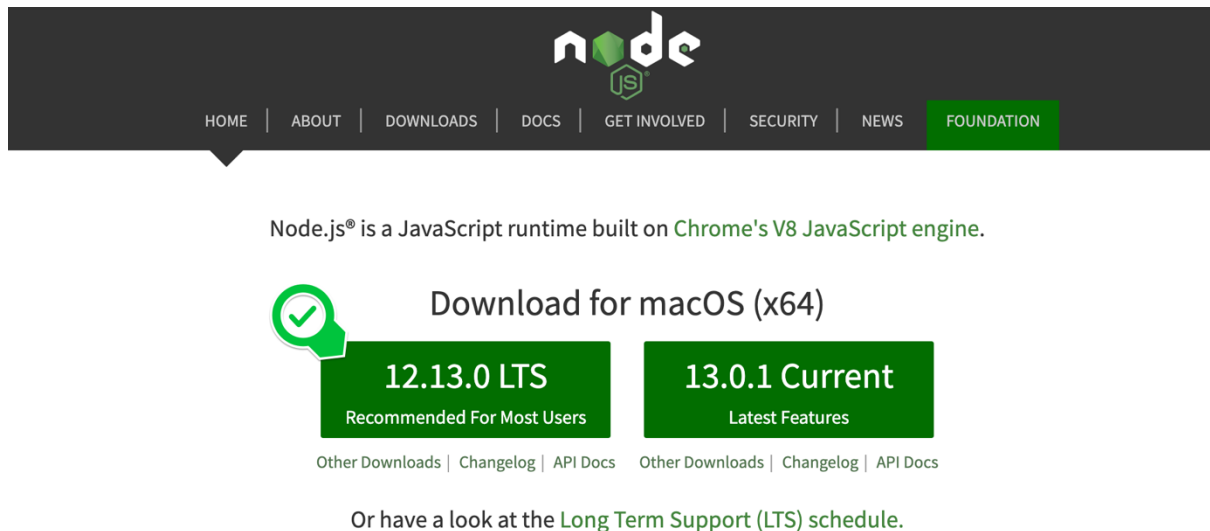 node
JS®
HOME | ABOUT | DOWNLOADS | DOCS | GET INVOLVED | SECURITY | NEWS FOUNDATION
Node.js® is a JavaScript runtime built on Chrome's V8 JavaScript engine.
Download for macOS (x64)
12.13.0 LTS
Recommended For Most Users
13.0.1 Current
Latest Features
Other Downloads | Changelog | API Docs
Other Downloads | Changelog | API Docs
Or have a look at the Long Term Support (LTS) schedule.